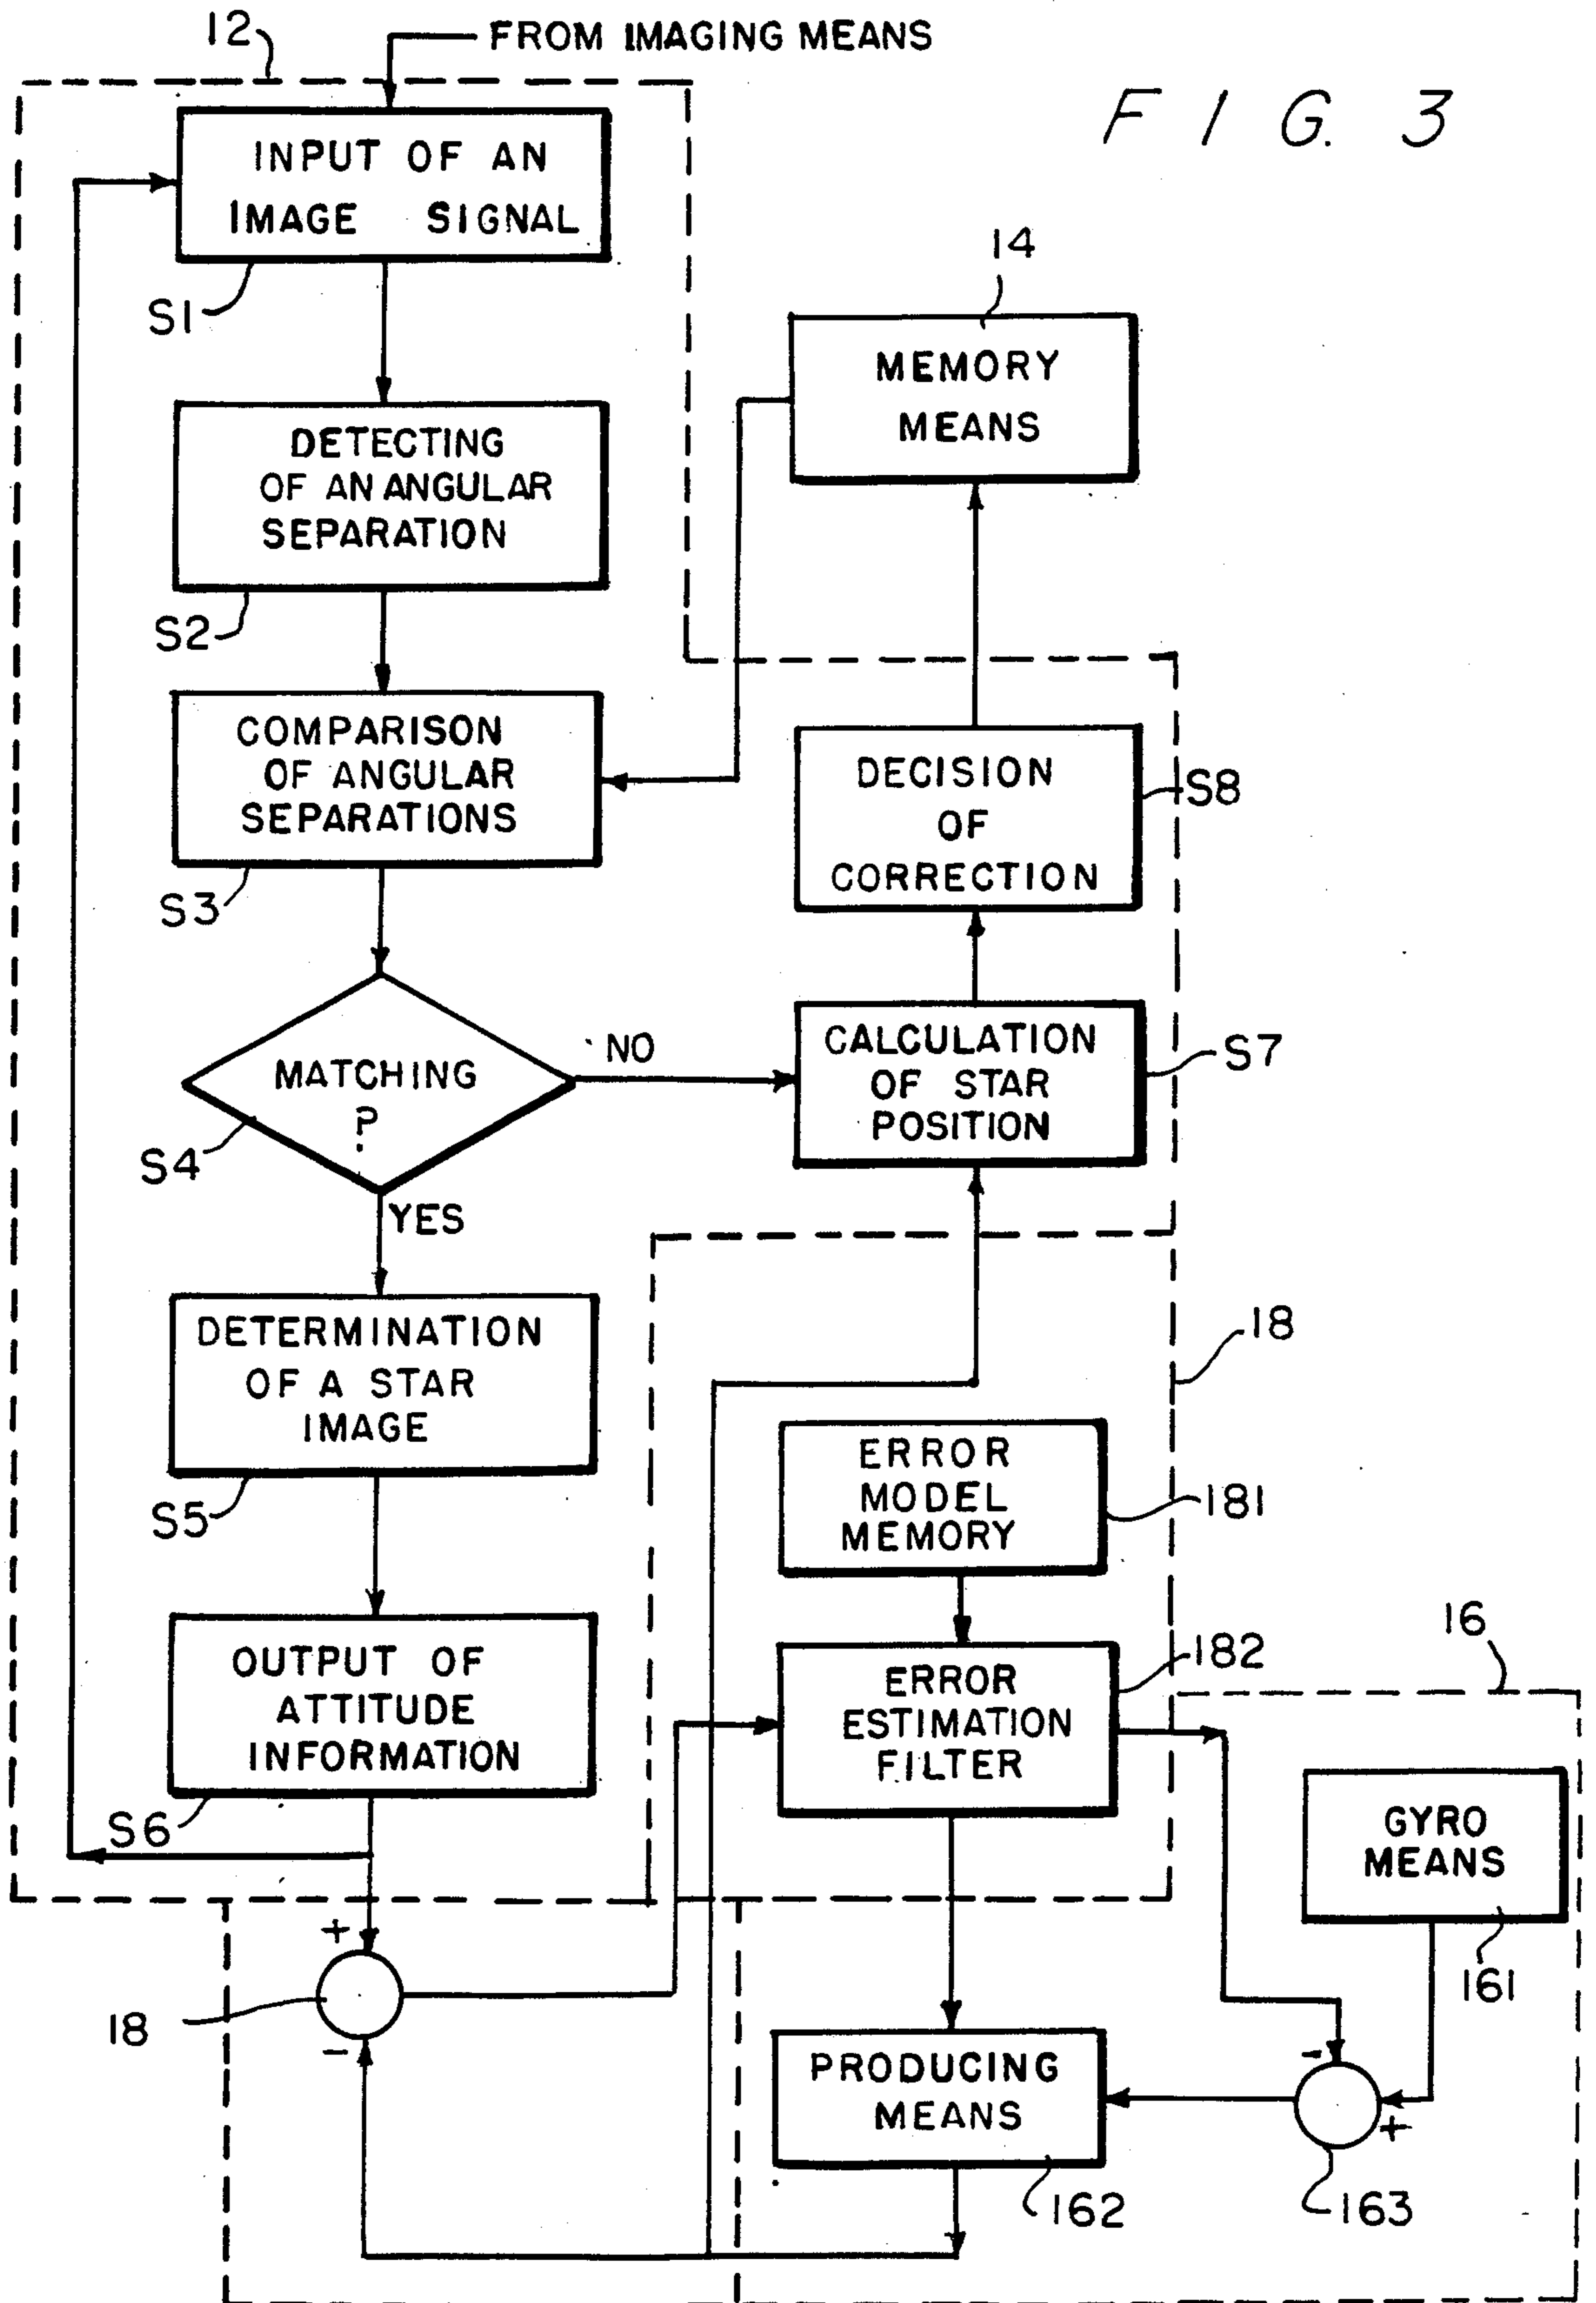 12
FROM IMAGING MEANS
FIG. 3
INPUT OF AN
IMAGE SIGNAL
S1
14
MEMORY
MEANS
DETECTING
OF AN ANGULAR
SEPARATION
S2
COMPARISON
OF ANGULAR
SEPARATIONS
S3
DECISION
OF
CORRECTION
S8
MATCHING
?
S4
NO
YES
CALCULATION
OF STAR
POSITION
S7
DETERMINATION
OF A STAR
IMAGE
S5
18
ERROR
MODEL
MEMORY
181
OUTPUT OF
ATTITUDE
INFORMATION
S6
ERROR
ESTIMATION
FILTER
182
16
GYRO
MEANS
161
+
18
-
PRODUCING
MEANS
162
-
+
163